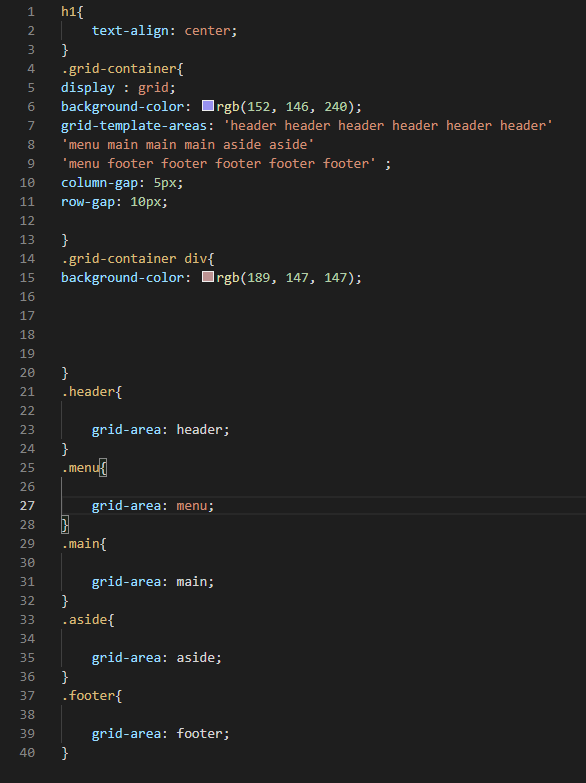 1 h1{
2     text-align: center;
3 }
4 .grid-container{
5 display : grid;
6 background-color: rgb(152, 146, 240);
7 grid-template-areas: 'header header header header header header'
8 'menu main main main aside aside'
9 'menu footer footer footer footer footer' ;
10 column-gap: 5px;
11 row-gap: 10px;
12
13 }
14 .grid-container div{
15 background-color: rgb(189, 147, 147);
16
17
18
19
20 }
21 .header{
22
23     grid-area: header;
24 }
25 .menu{
26
27     grid-area: menu;
28 }
29 .main{
30
31     grid-area: main;
32 }
33 .aside{
34
35     grid-area: aside;
36 }
37 .footer{
38
39     grid-area: footer;
40 }